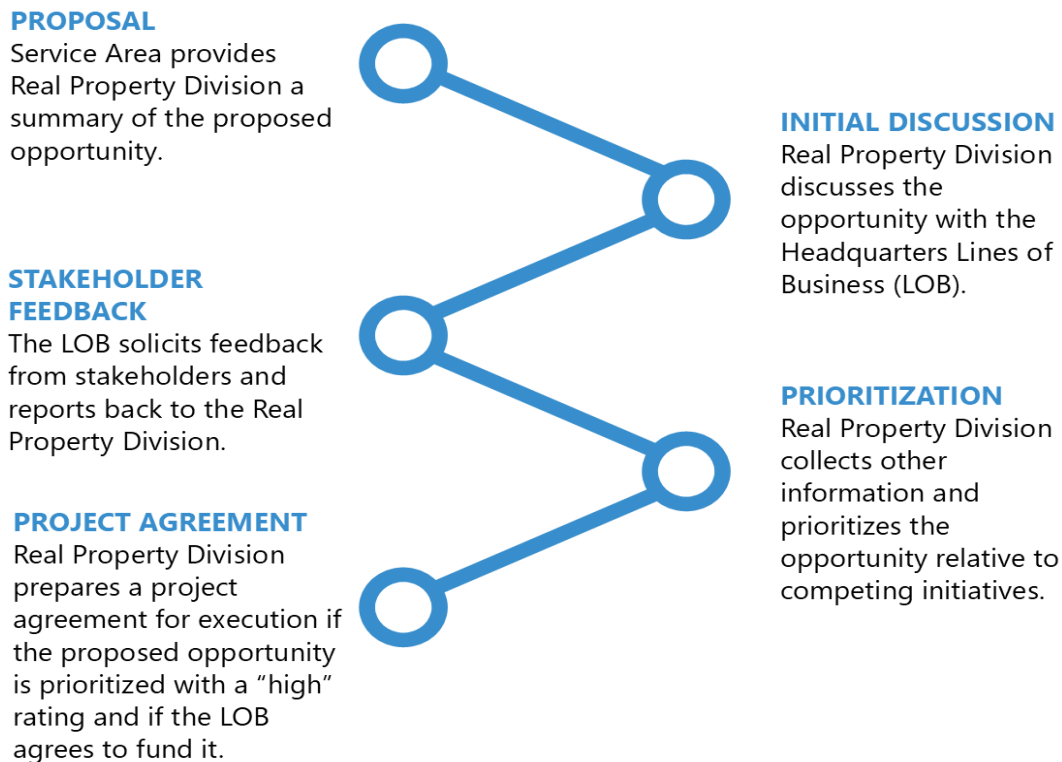 PROPOSAL
Service Area provides
Real Property Division a
summary of the proposed
opportunity.
INITIAL DISCUSSION
Real Property Division
discusses the
opportunity with the
Headquarters Lines of
Business (LOB).
STAKEHOLDER
FEEDBACK
The LOB solicits feedback
from stakeholders and
reports back to the Real
Property Division.
PRIORITIZATION
Real Property Division
collects other
information and
prioritizes the
opportunity relative to
competing initiatives.
PROJECT AGREEMENT
Real Property Division
prepares a project
agreement for execution if
the proposed opportunity
is prioritized with a “high”
rating and if the LOB
agrees to fund it.